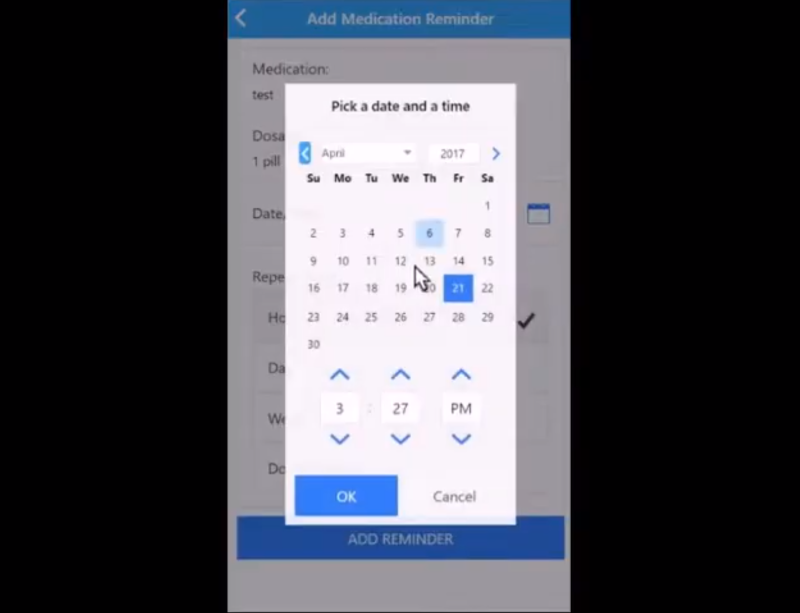 Add Medication Reminder
Medication:
test
Pick a date and a time
Dosa
1 pill
April 2017
Su Mo Tu We Th Fr Sa
1
Date
2 3 4 5 6 7 8
9 10 11 12 13 14 15
Repe
16 17 18 19 20 21 22
Ho
23 24 25 26 27 28 29
30
Da
3 : 27 PM
We
Do
OK Cancel
ADD REMINDER